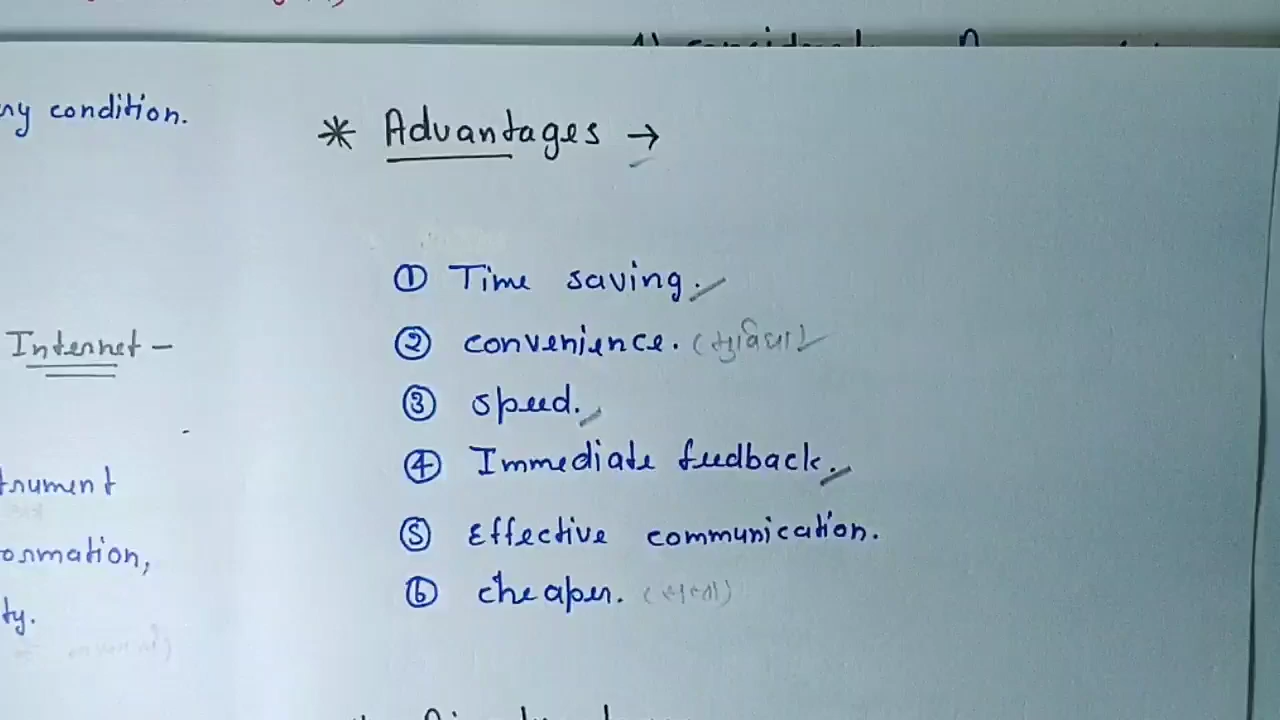 ny condition.
* Advantages →
① Time saving.
Internet –
② convenience. (सुविधा)
③ speed.
④ Immediate feedback.
trument
⑤ Effective communication.
ormation,
⑥ cheaper. (सस्ता)
ty.